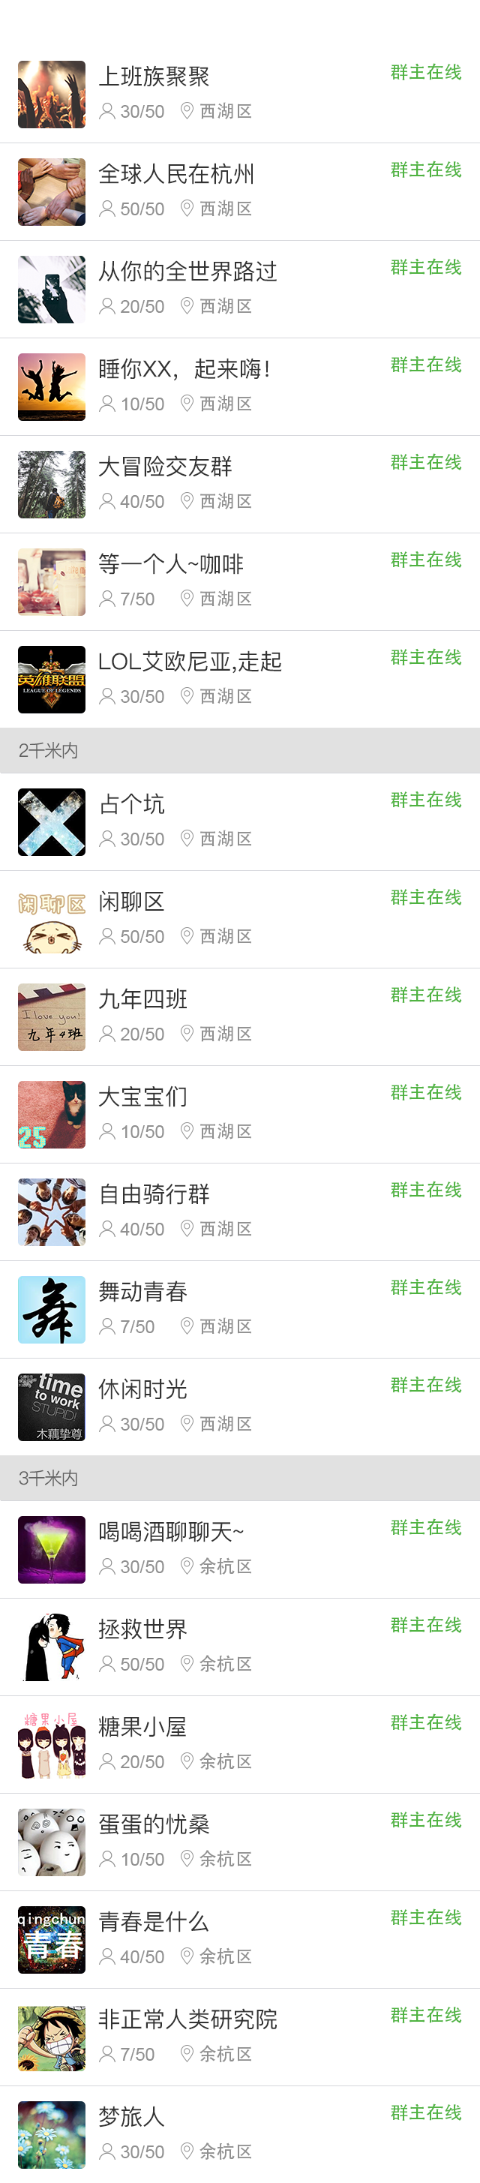 上班族聚聚
群主在线
30/50 西湖区
全球人民在杭州
群主在线
50/50 西湖区
从你的全世界路过
群主在线
20/50 西湖区
睡你XX，起来嗨！
群主在线
10/50 西湖区
大冒险交友群
群主在线
40/50 西湖区
等一个人~咖啡
群主在线
7/50 西湖区
英雄联盟
LEAGUE OF LEGENDS
LOL艾欧尼亚,走起
群主在线
30/50 西湖区
2千米内
占个坑
群主在线
30/50 西湖区
闲聊区
闲聊区
群主在线
50/50 西湖区
I love you!
九年4班
九年四班
群主在线
20/50 西湖区
25
大宝宝们
群主在线
10/50 西湖区
自由骑行群
群主在线
40/50 西湖区
舞
舞动青春
群主在线
7/50 西湖区
time
to work
STUPID!
木藕挚尊
休闲时光
群主在线
30/50 西湖区
3千米内
喝喝酒聊聊天~
群主在线
30/50 余杭区
拯救世界
群主在线
50/50 余杭区
糖果小屋
糖果小屋
群主在线
20/50 余杭区
蛋蛋的忧桑
群主在线
10/50 余杭区
qingchun
青春
青春是什么
群主在线
40/50 余杭区
非正常人类研究院
群主在线
7/50 余杭区
梦旅人
群主在线
30/50 余杭区